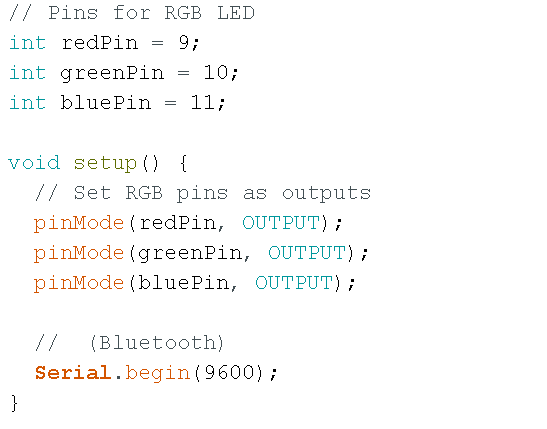 // Pins for RGB LED
int redPin = 9;
int greenPin = 10;
int bluePin = 11;

void setup() {
  // Set RGB pins as outputs
  pinMode(redPin, OUTPUT);
  pinMode(greenPin, OUTPUT);
  pinMode(bluePin, OUTPUT);

  //  (Bluetooth)
  Serial.begin(9600);
}